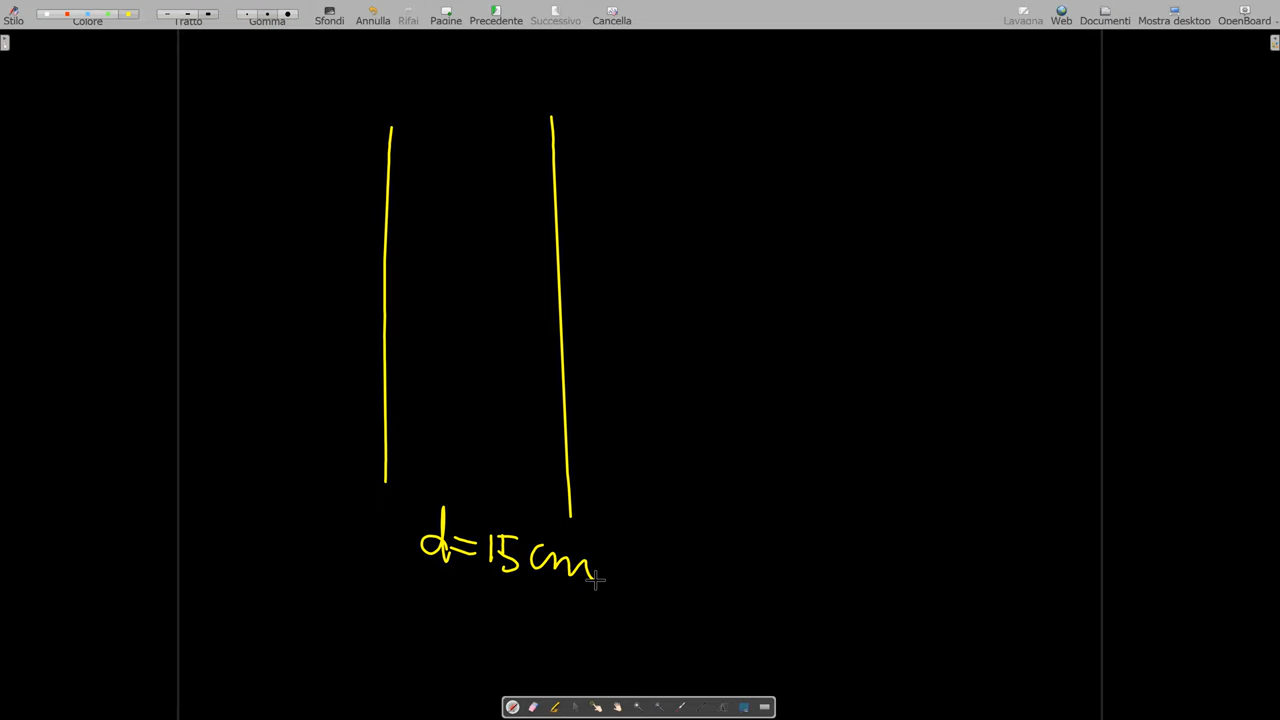 Stilo Colore Tratto Gomma Sfondi Annulla Rifai Pagine Precedente Successivo Cancella Lavagna Web Documenti Mostra desktop OpenBoard
d=15 cm